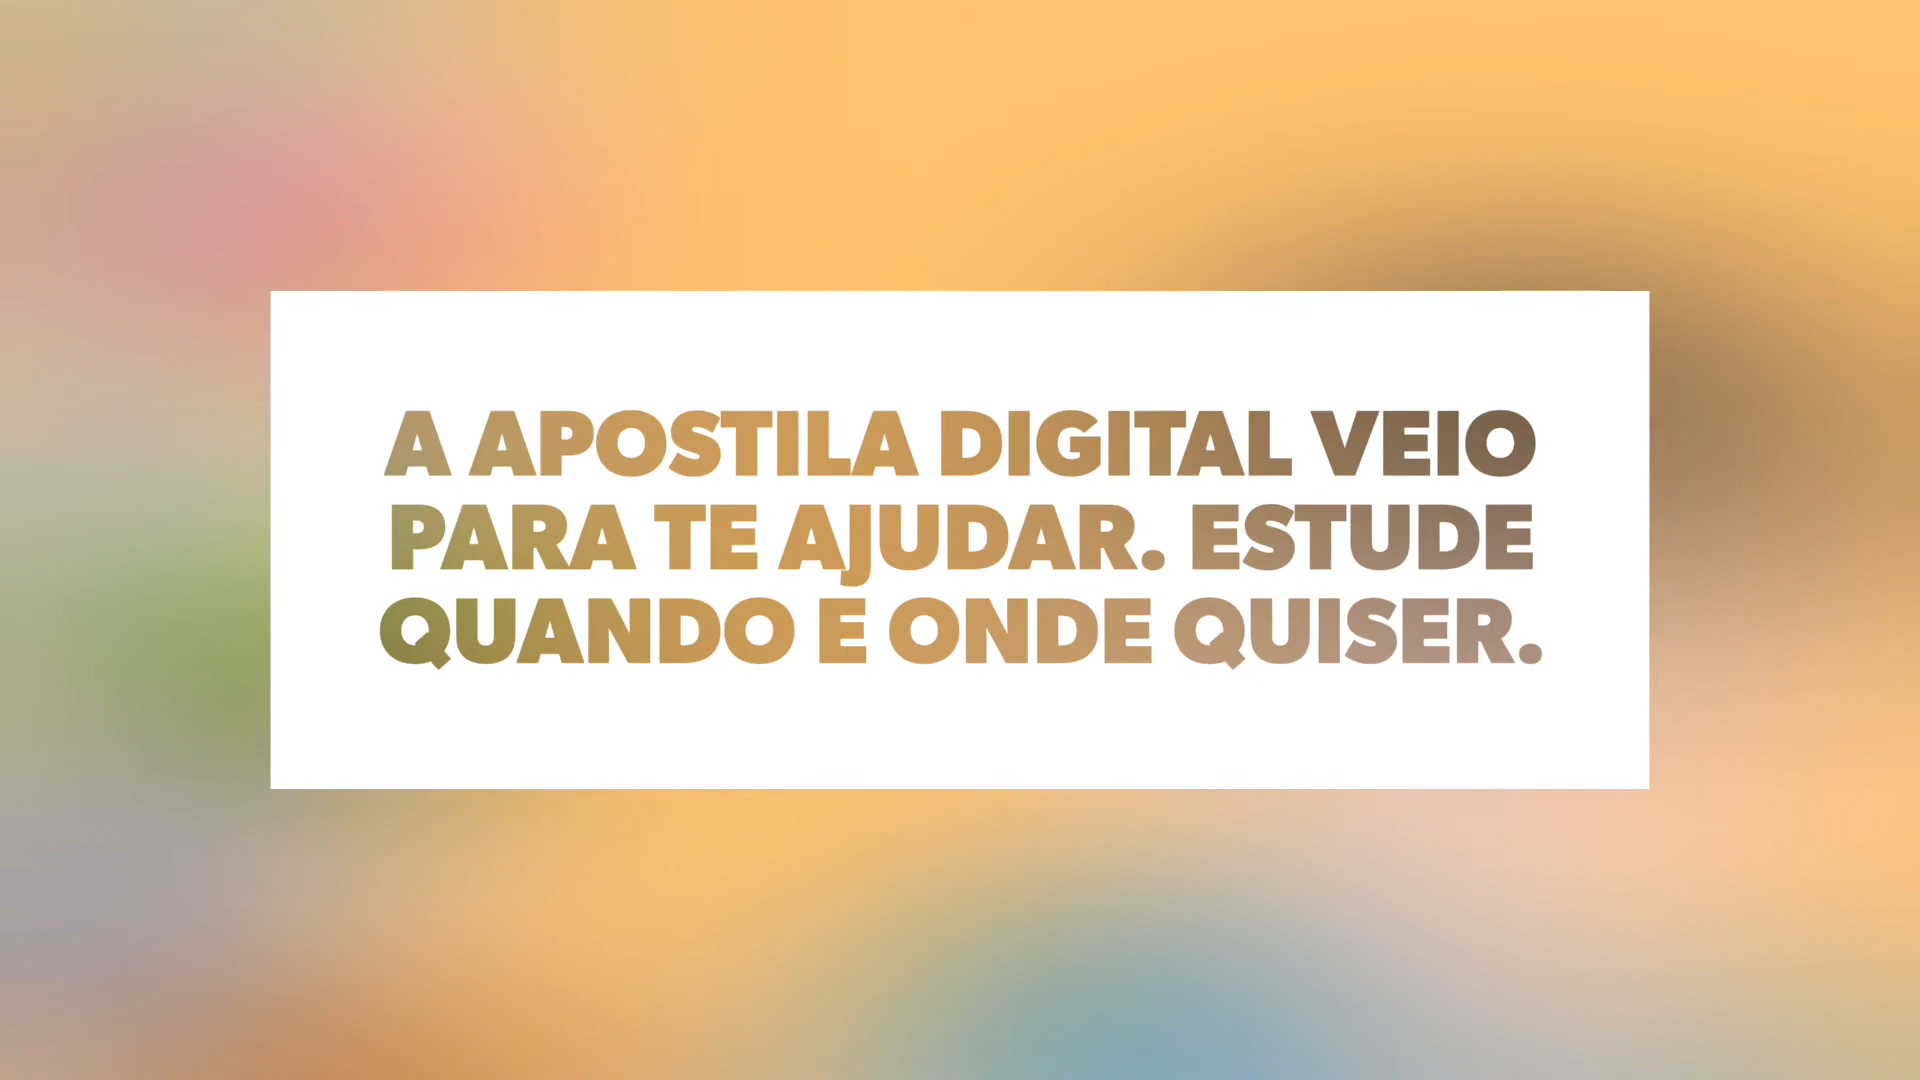 A APOSTILA DIGITAL VEIO
PARA TE AJUDAR. ESTUDE
QUANDO E ONDE QUISER.